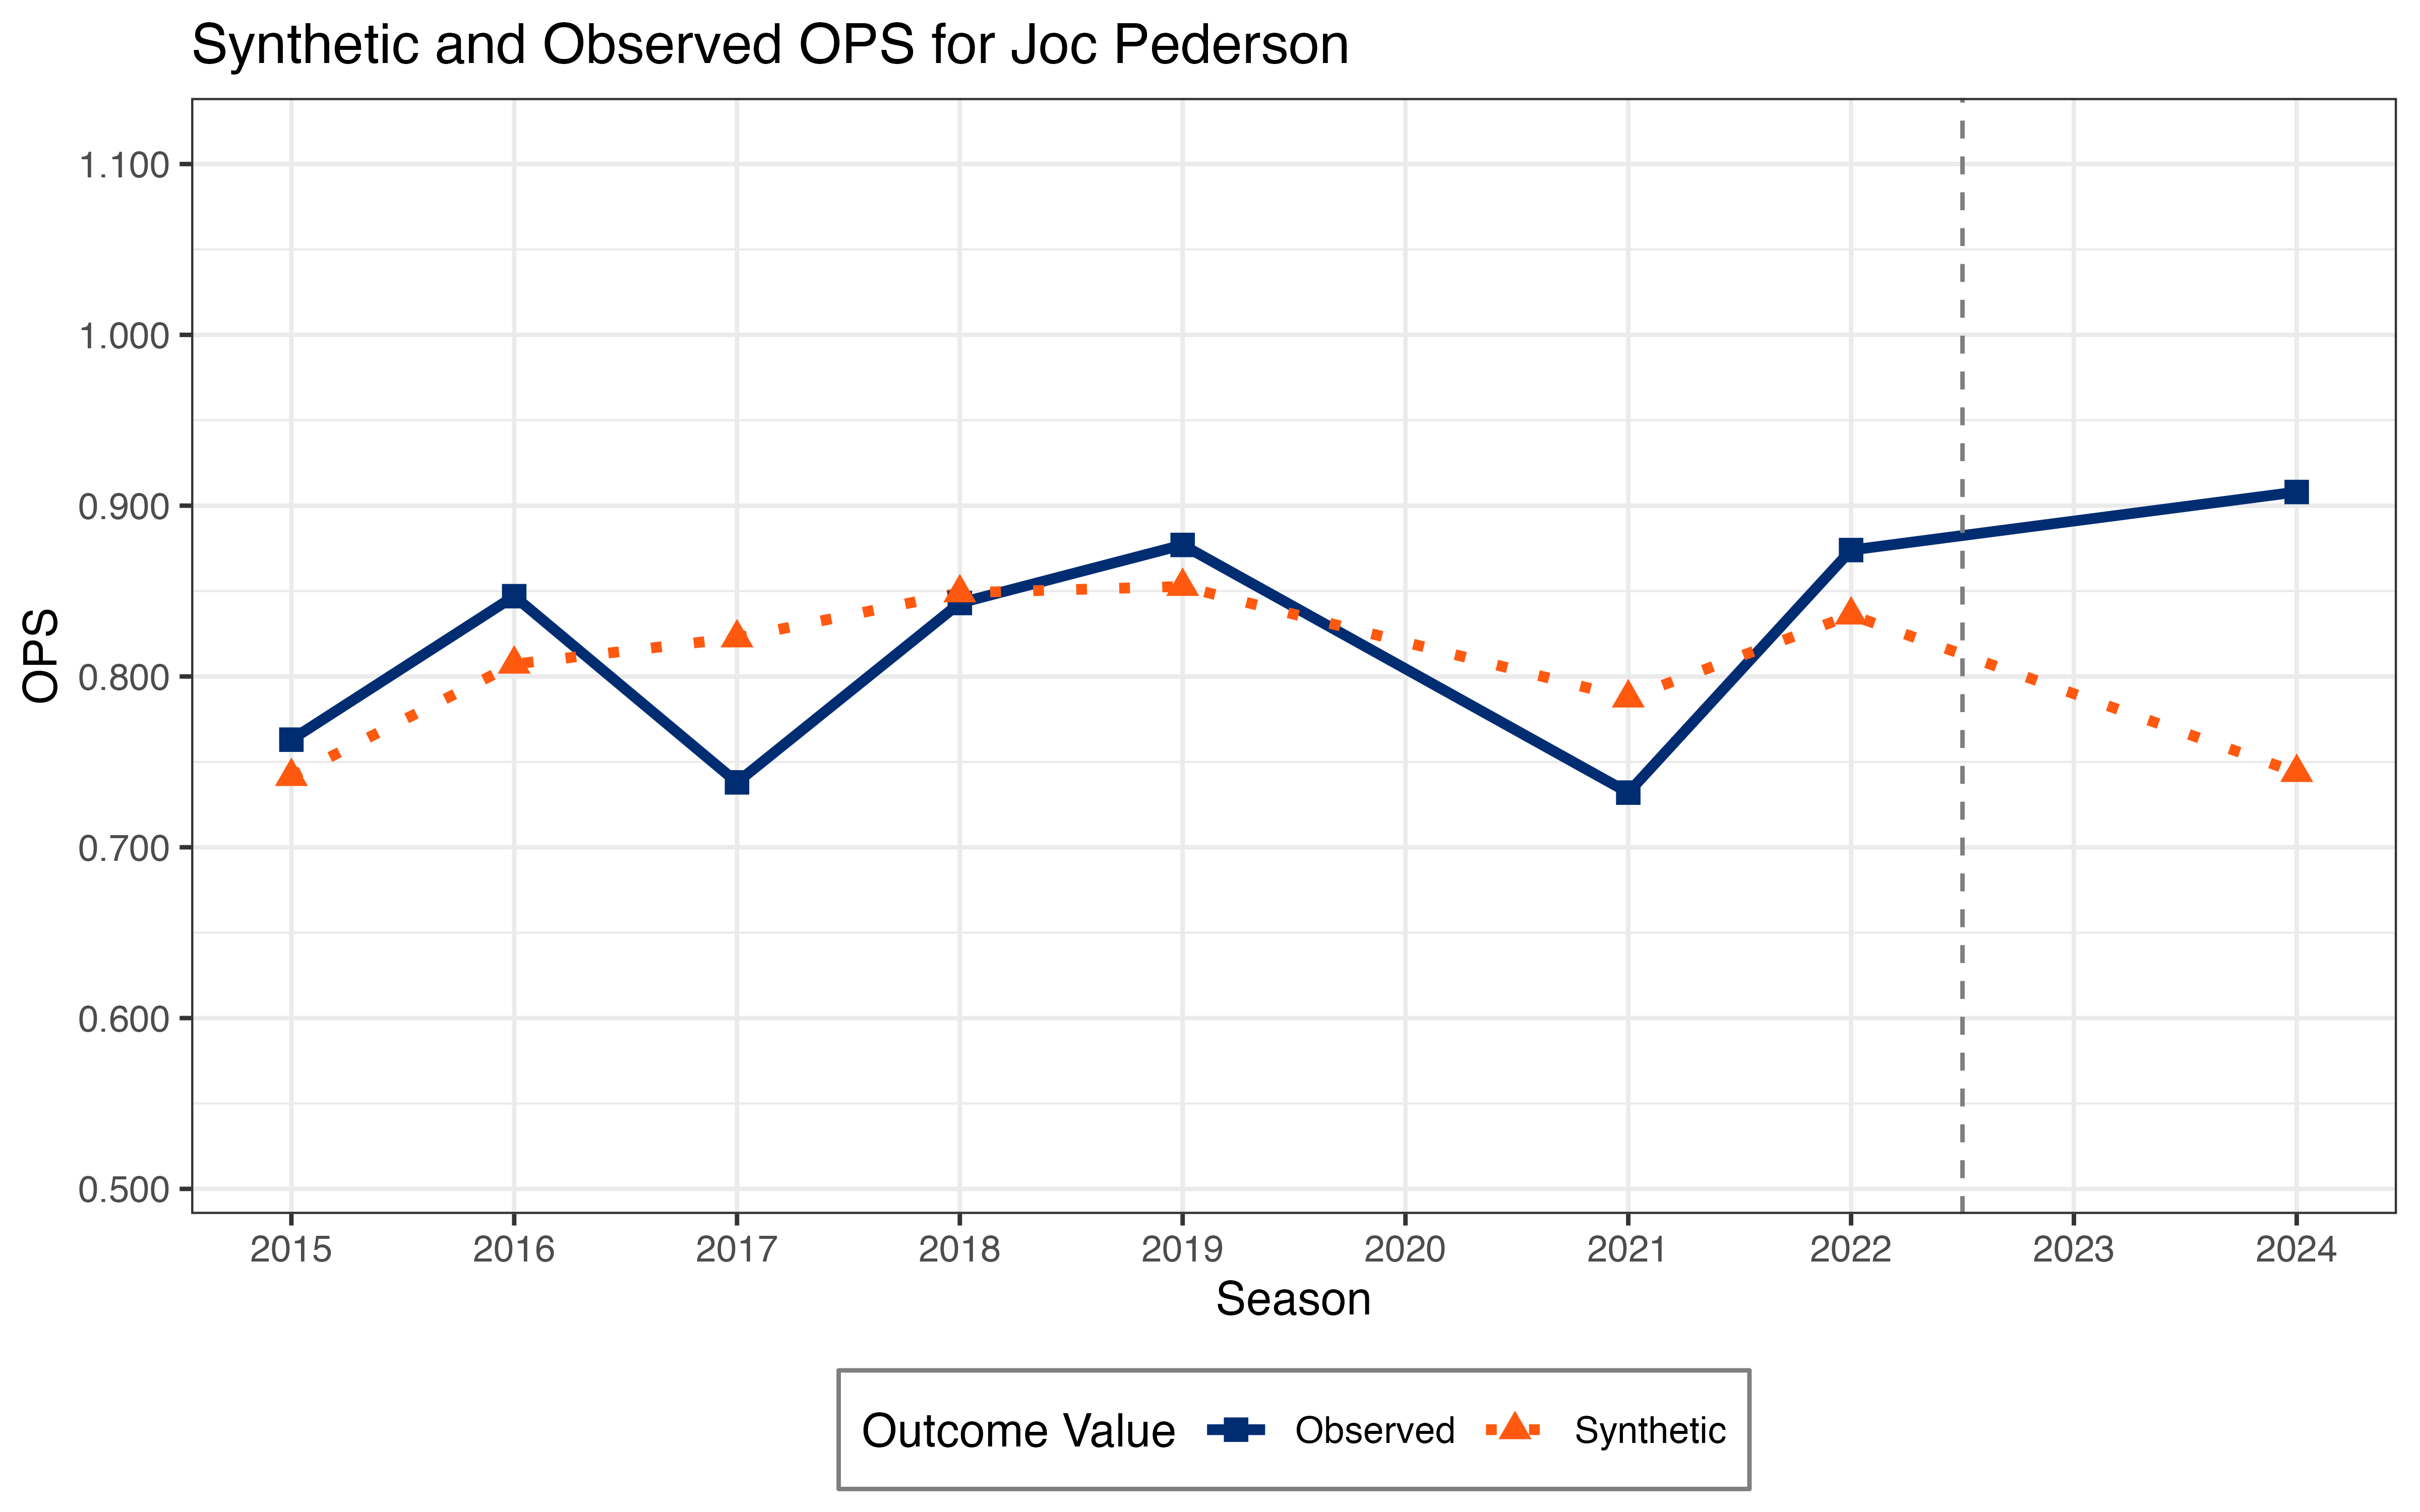 Synthetic and Observed OPS for Joc Pederson
1.100
1.000
0.900
0.800
0.700
0.600
0.500
OPS
2015 2016 2017 2018 2019 2020 2021 2022 2023 2024
Season
Outcome Value Observed Synthetic